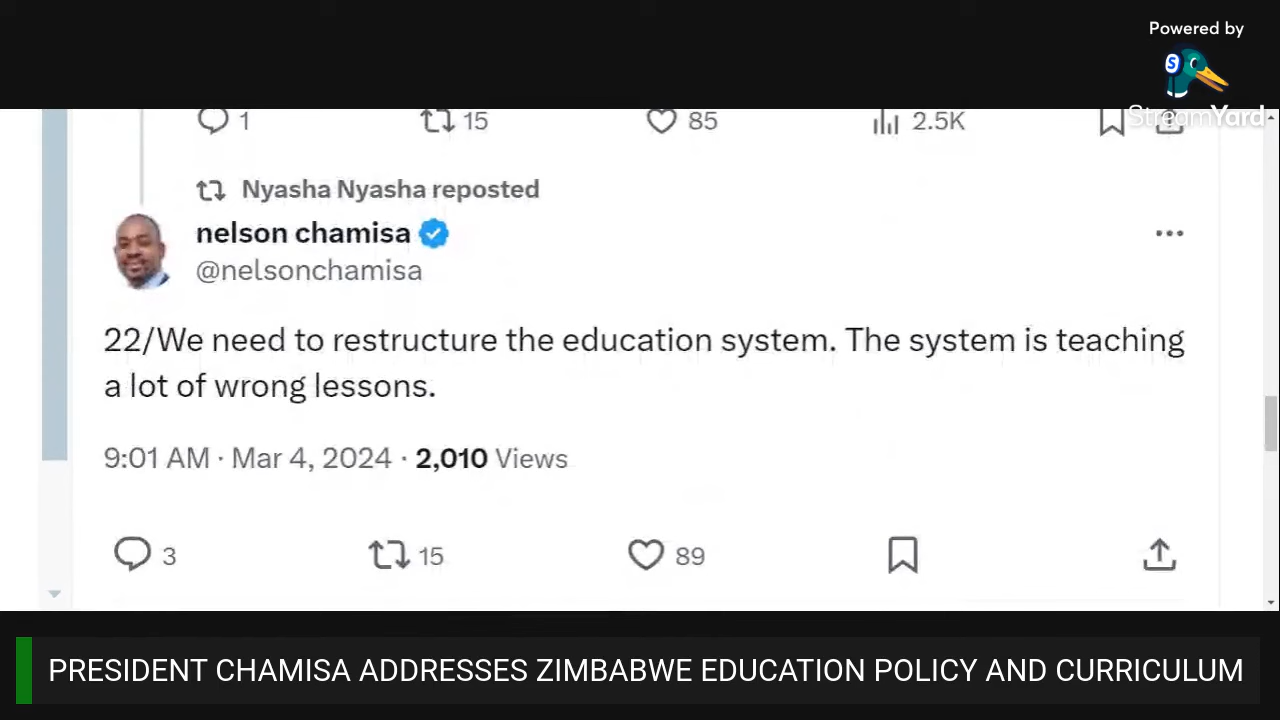 Powered by
StreamYard
1 15 85 2.5K
Nyasha Nyasha reposted
nelson chamisa
@nelsonchamisa
22/We need to restructure the education system. The system is teaching
a lot of wrong lessons.
9:01 AM · Mar 4, 2024 · 2,010 Views
3 15 89
PRESIDENT CHAMISA ADDRESSES ZIMBABWE EDUCATION POLICY AND CURRICULUM